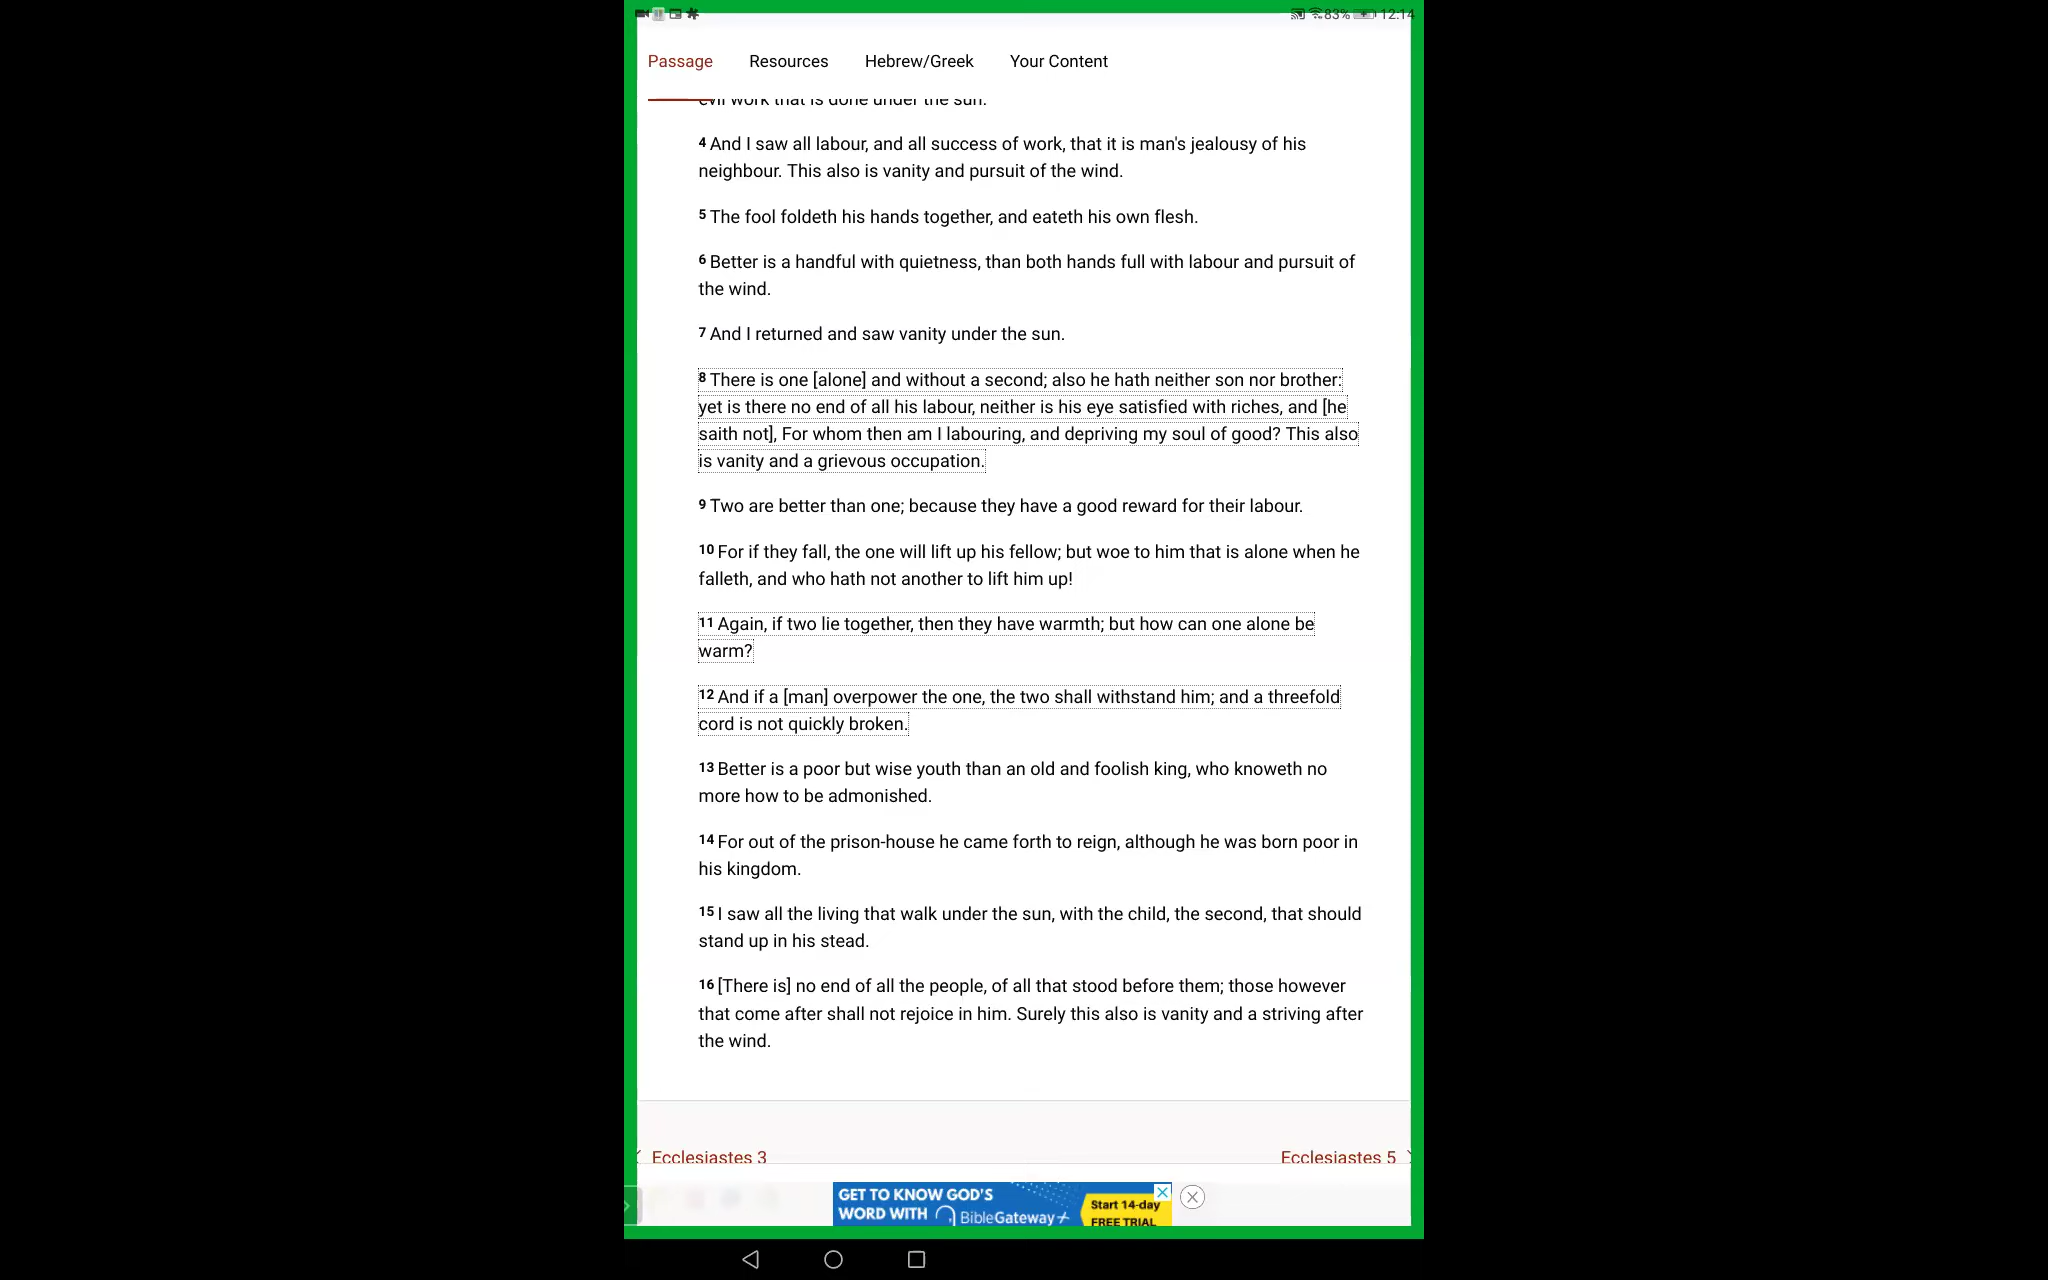 83% 12:14
Passage Resources Hebrew/Greek Your Content
evil work that is done under the sun.
4 And I saw all labour, and all success of work, that it is man's jealousy of his
neighbour. This also is vanity and pursuit of the wind.
5 The fool foldeth his hands together, and eateth his own flesh.
6 Better is a handful with quietness, than both hands full with labour and pursuit of
the wind.
7 And I returned and saw vanity under the sun.
8 There is one [alone] and without a second; also he hath neither son nor brother:
yet is there no end of all his labour, neither is his eye satisfied with riches, and [he
saith not], For whom then am I labouring, and depriving my soul of good? This also
is vanity and a grievous occupation.
9 Two are better than one; because they have a good reward for their labour.
10 For if they fall, the one will lift up his fellow; but woe to him that is alone when he
falleth, and who hath not another to lift him up!
11 Again, if two lie together, then they have warmth; but how can one alone be
warm?
12 And if a [man] overpower the one, the two shall withstand him; and a threefold
cord is not quickly broken.
13 Better is a poor but wise youth than an old and foolish king, who knoweth no
more how to be admonished.
14 For out of the prison-house he came forth to reign, although he was born poor in
his kingdom.
15 I saw all the living that walk under the sun, with the child, the second, that should
stand up in his stead.
16 [There is] no end of all the people, of all that stood before them; those however
that come after shall not rejoice in him. Surely this also is vanity and a striving after
the wind.
Ecclesiastes 3 Ecclesiastes 5
GET TO KNOW GOD'S
WORD WITH BibleGateway+
Start 14-day
FREE TRIAL